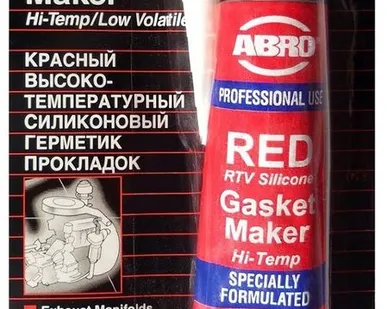 Maker
Hi-Temp/Low Volatile
КРАСНЫЙ
ВЫСОКО-
ТЕМПЕРАТУРНЫЙ
СИЛИКОНОВЫЙ
ГЕРМЕТИК
ПРОКЛАДОК
Exhaust Manifolds
ABRO
PROFESSIONAL USE
RED
RTV Silicone
Gasket
Maker
Hi-Temp
SPECIALLY
FORMULATED